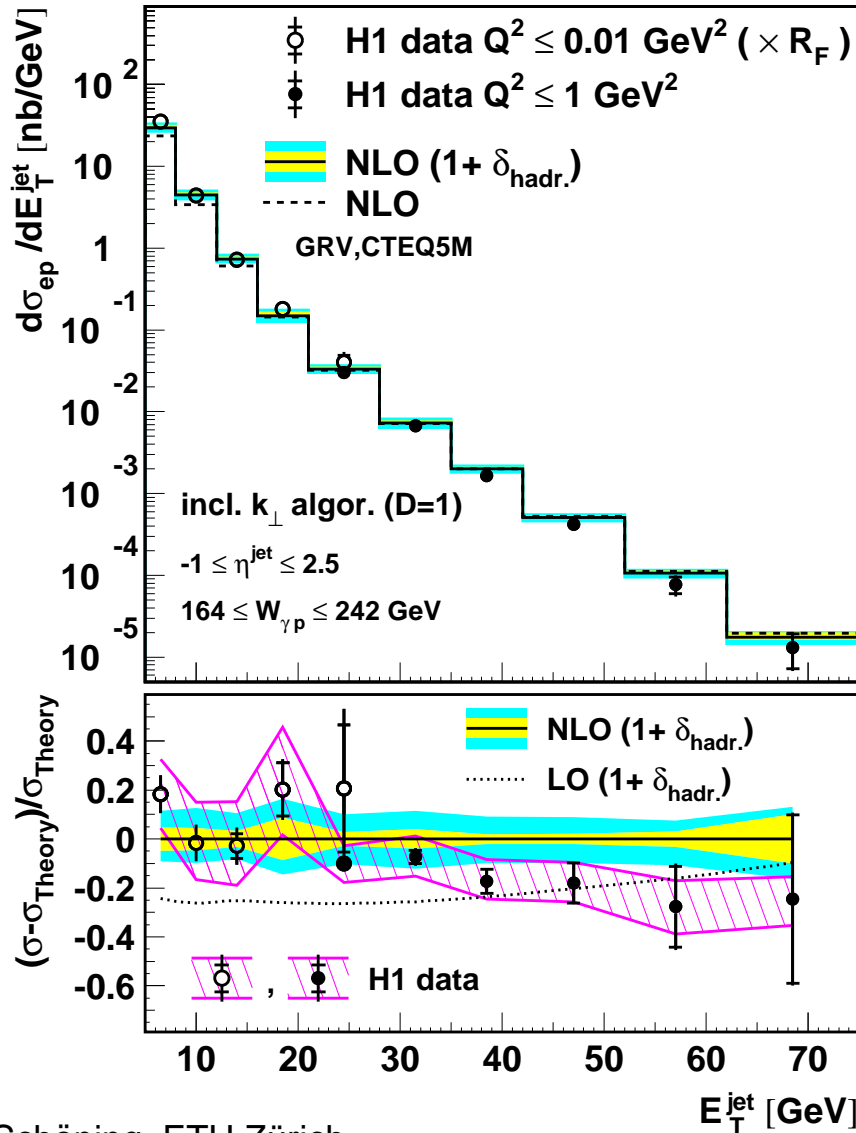 H1 data Q² ≤ 0.01 GeV² ( × R_F )
H1 data Q² ≤ 1 GeV²
NLO (1+ δ_hadr.)
NLO
GRV,CTEQ5M
dσ_ep /dE_T^jet [nb/GeV]
10²
10
1
10⁻¹
10⁻²
10⁻³
10⁻⁴
10⁻⁵
incl. k_⊥ algor. (D=1)
-1 ≤ η^jet ≤ 2.5
164 ≤ W_γp ≤ 242 GeV
(σ-σ_Theory)/σ_Theory
0.4
0.2
0
-0.2
-0.4
-0.6
NLO (1+ δ_hadr.)
LO (1+ δ_hadr.)
, H1 data
10 20 30 40 50 60 70
E_T^jet [GeV]